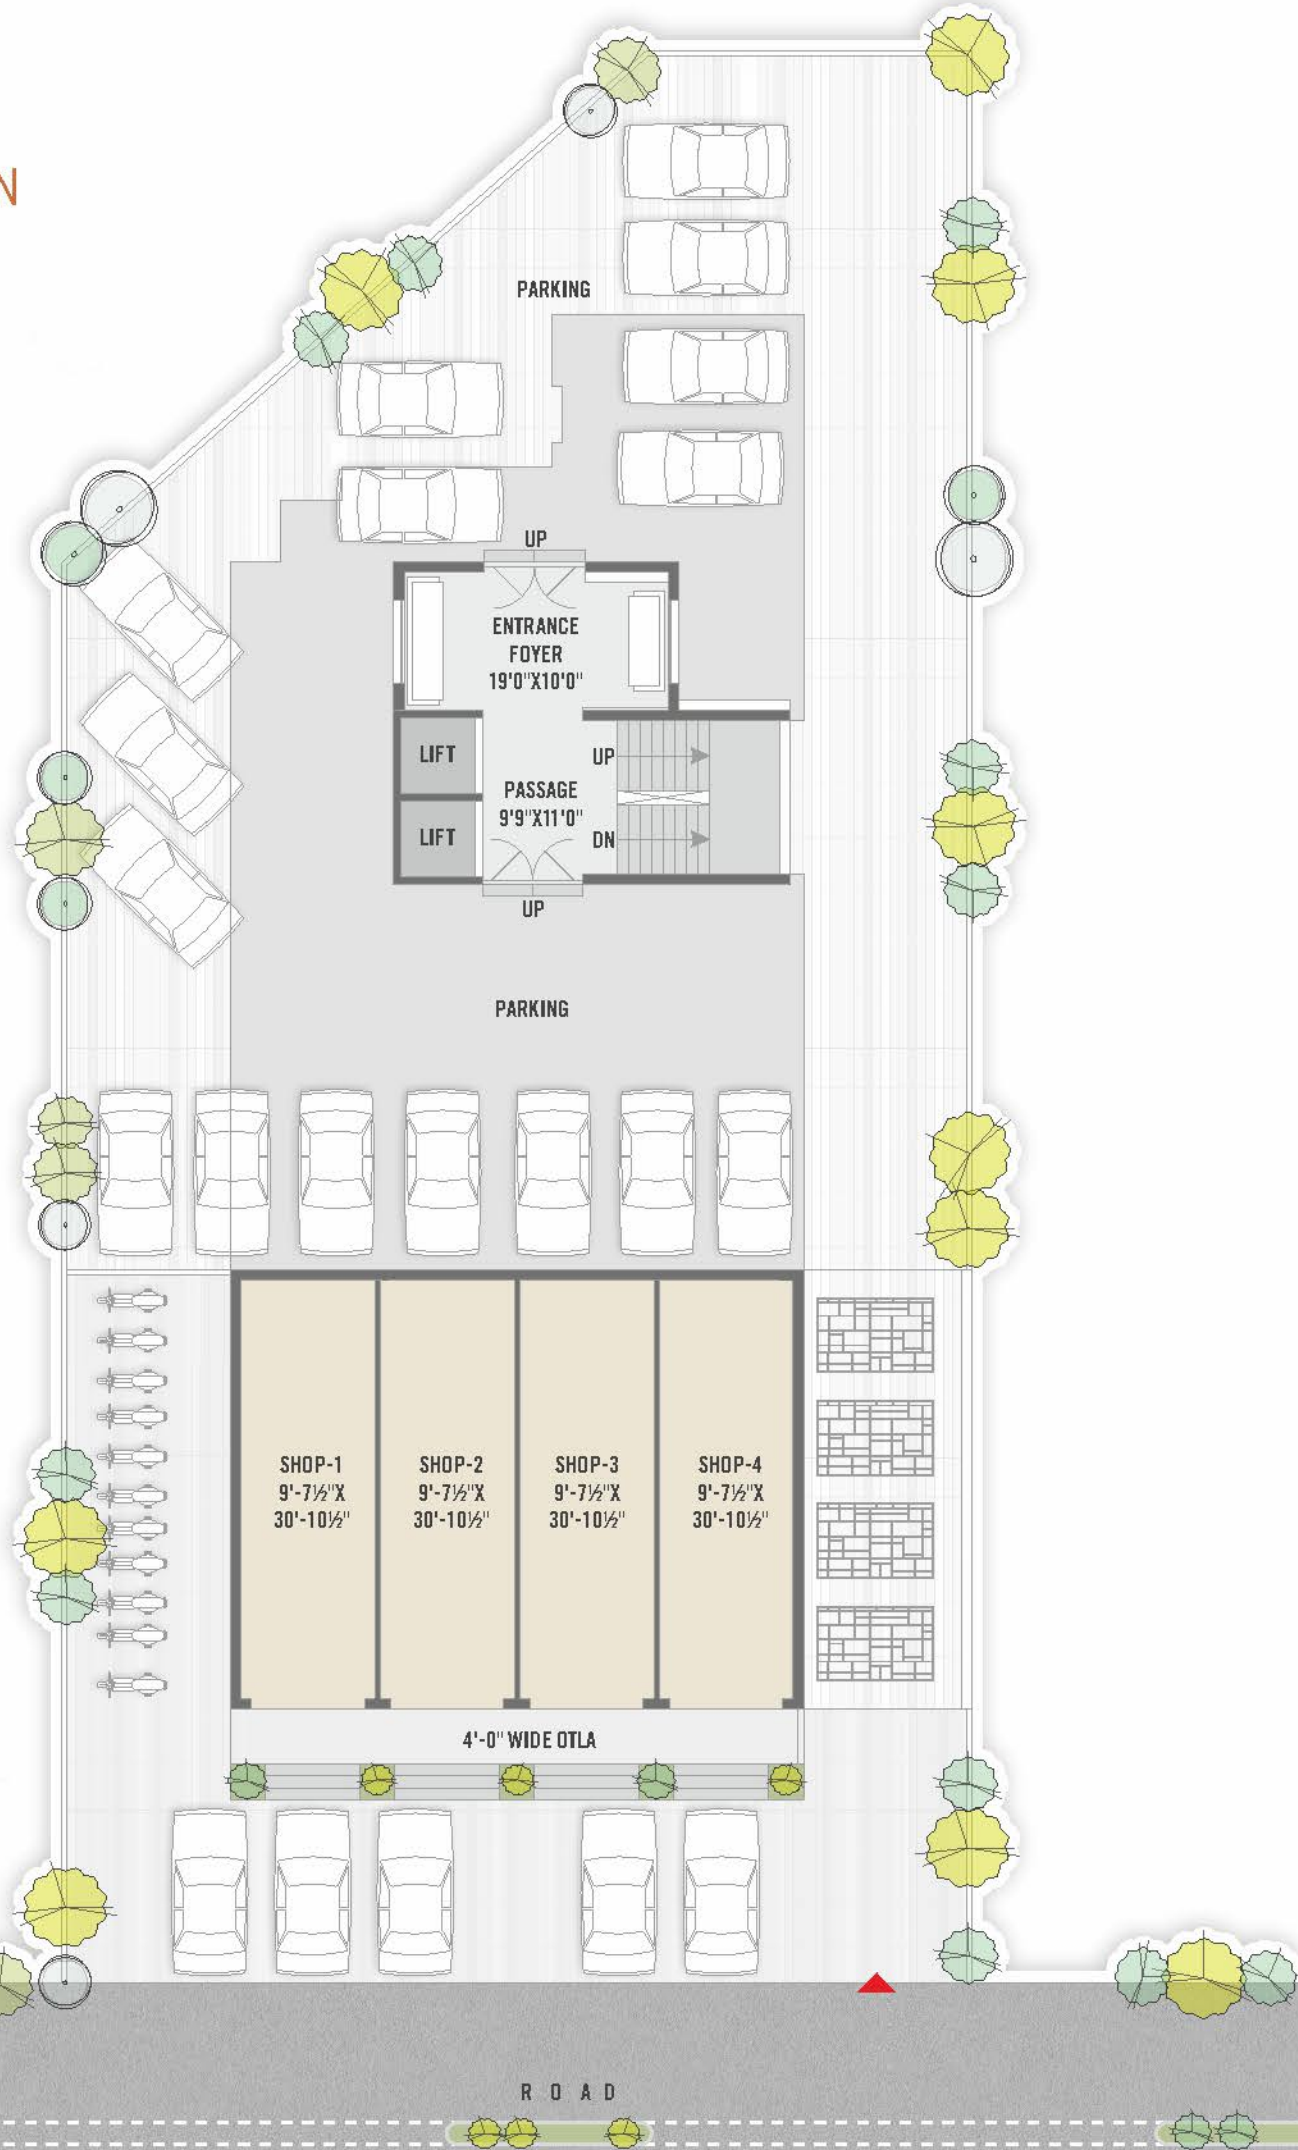 N
PARKING
UP
ENTRANCE
FOYER
19'0"X10'0"
LIFT
UP
PASSAGE
9'9"X11'0"
LIFT
DN
UP
PARKING
SHOP-1
9'-7½"X
30'-10½"
SHOP-2
9'-7½"X
30'-10½"
SHOP-3
9'-7½"X
30'-10½"
SHOP-4
9'-7½"X
30'-10½"
4'-0" WIDE OTLA
ROAD